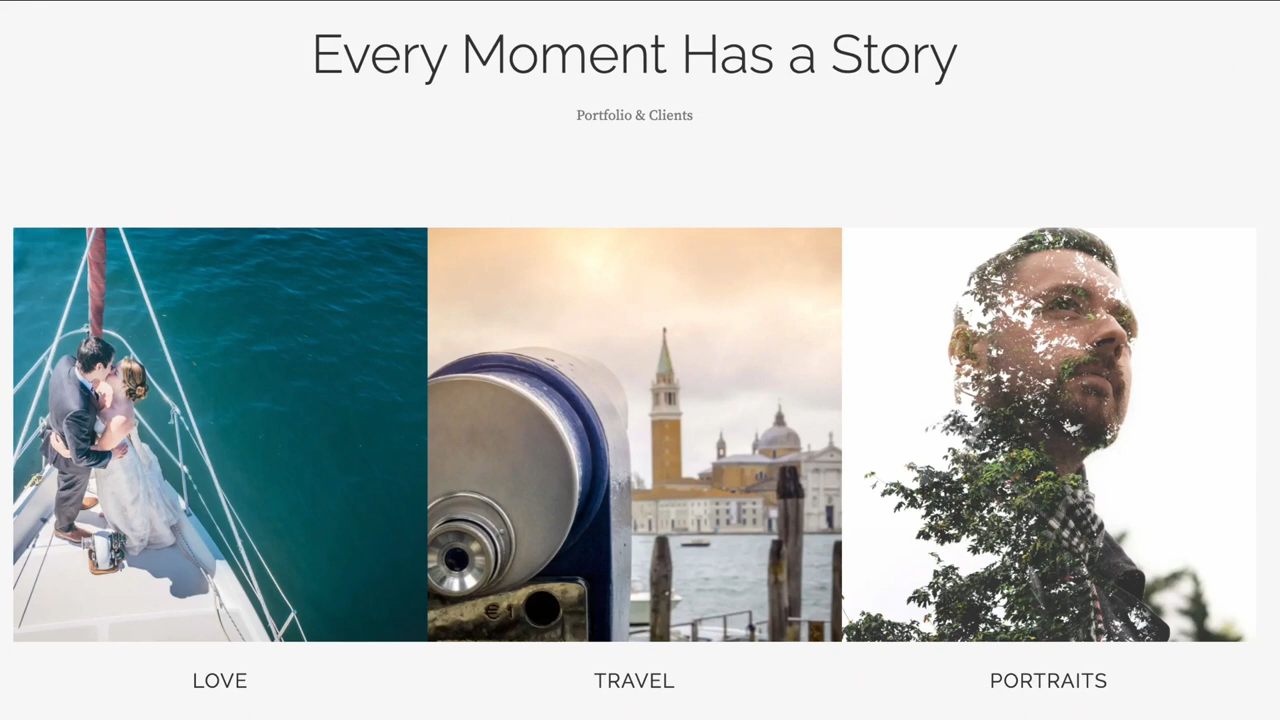 Every Moment Has a Story
Portfolio & Clients
LOVE
TRAVEL
PORTRAITS